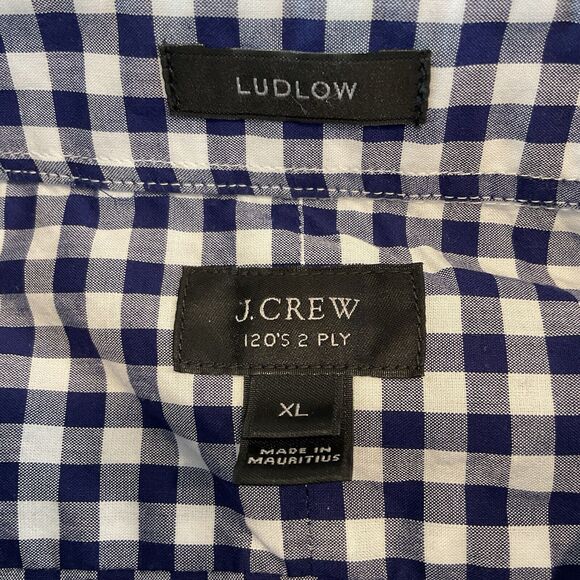 LUDLOW
J.CREW
120'S 2 PLY
XL
MADE IN
MAURITIUS